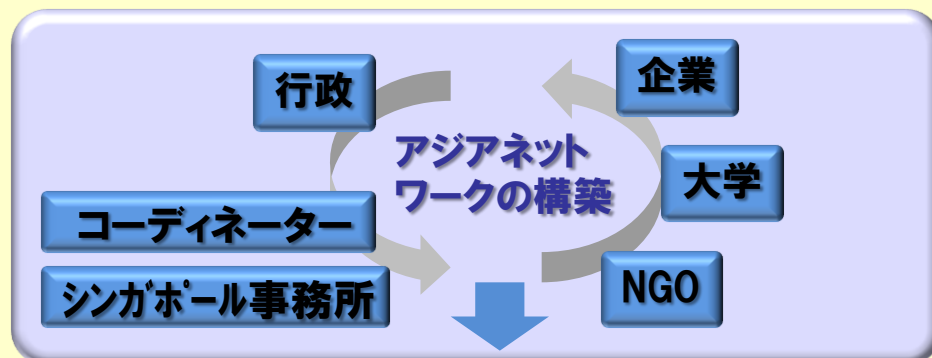 行政
企業
アジアネット
ワークの構築
大学
コーディネーター
シンガポール事務所
NGO